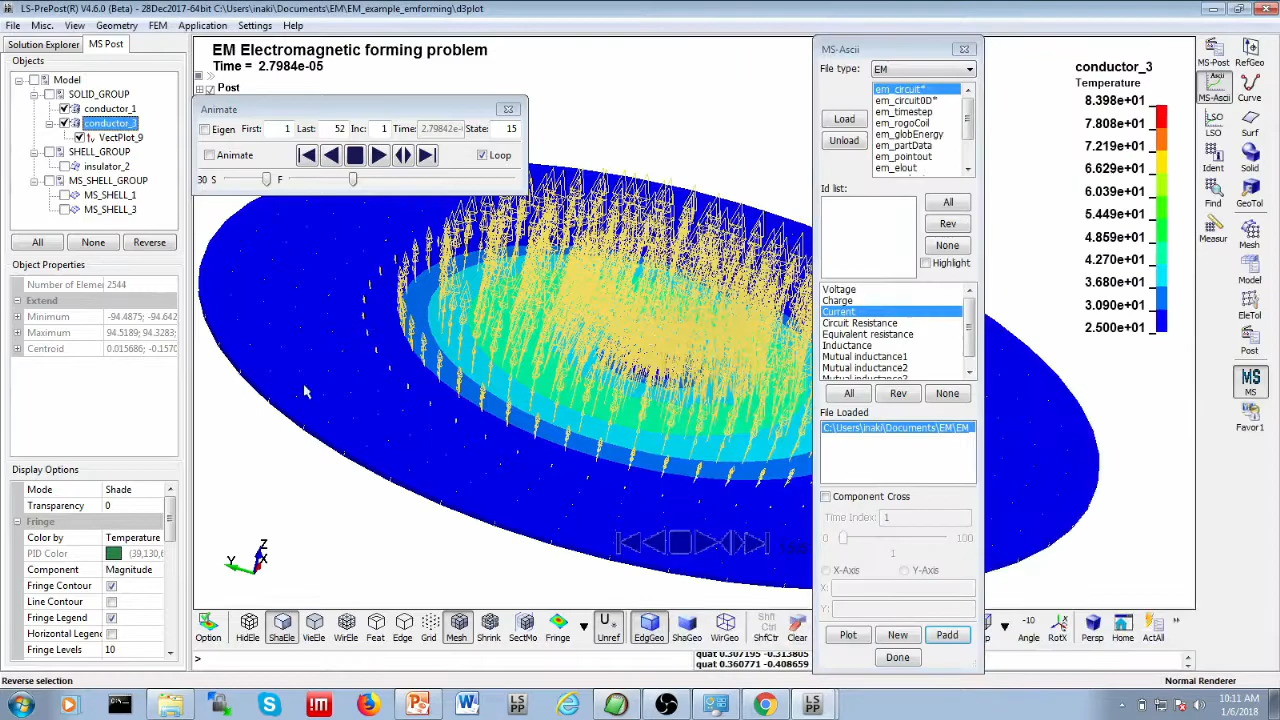 LS-PrePost(R) V4.6.0 (Beta) - 28Dec2017-64bit C:\Users\inaki\Documents\EM\EM_example_emforming\d3plot
File Misc. View Geometry FEM Application Settings Help
Solution Explorer MS Post
Objects
Model
SOLID_GROUP
conductor_1
conductor_3
VectPlot_9
SHELL_GROUP
insulator_2
MS_SHELL_GROUP
MS_SHELL_1
MS_SHELL_3
All None Reverse
Object Properties
Number of Eleme 2544
Extend
Minimum -94.4875; -94.642
Maximum 94.5189; 94.3283;
Centroid 0.015686; -0.1570
Display Options
Mode Shade
Transparency 0
Fringe
Color by Temperature
PID Color (39,130,6
Component Magnitude
Fringe Contour
Line Contour
Fringe Legend
Horizontal Legend
Fringe Levels 10
Reverse selection
EM Electromagnetic forming problem
Time = 2.7984e-05
Post
Animate
Eigen First: 1 Last: 52 Inc: 1 Time: 2.79842e- State: 15
Animate Loop
30 S F
Z
Y X
MS-Ascii
File type: EM
Load
Unload
em_circuit*
em_circuit0D*
em_timestep
em_rogoCoil
em_globEnergy
em_partData
em_pointout
em_elout
Id list:
All
Rev
None
Highlight
Voltage
Charge
Current
Circuit Resistance
Equivalent resistance
Inductance
Mutual inductance1
Mutual inductance2
All Rev None
File Loaded
C:\Users\inaki\Documents\EM\EM_
Component Cross
Time Index: 1
0 100
1
X-Axis Y-Axis
X:
Y:
Plot New Padd
Done
conductor_3
Temperature
8.398e+01
7.808e+01
7.219e+01
6.629e+01
6.039e+01
5.449e+01
4.859e+01
4.270e+01
3.680e+01
3.090e+01
2.500e+01
MS-Post RefGeo
Ascii
MS-Ascii Curve
LSO
LSO Surf
Ident Solid
Find GeoTol
Measur Mesh
Model
EleTol
Post
MS
MS
Favor1
Option HidEle ShaEle VieEle WirEle Feat Edge Grid Mesh Shrink SectMo Fringe Unref EdgGeo ShaGeo WirGeo ShfCtr Clear
-10
Angle RotX Persp Home ActAll
>
quat 0.307195 -0.313805
quat 0.360771 -0.408659
Normal Renderer
10:11 AM
1/6/2018